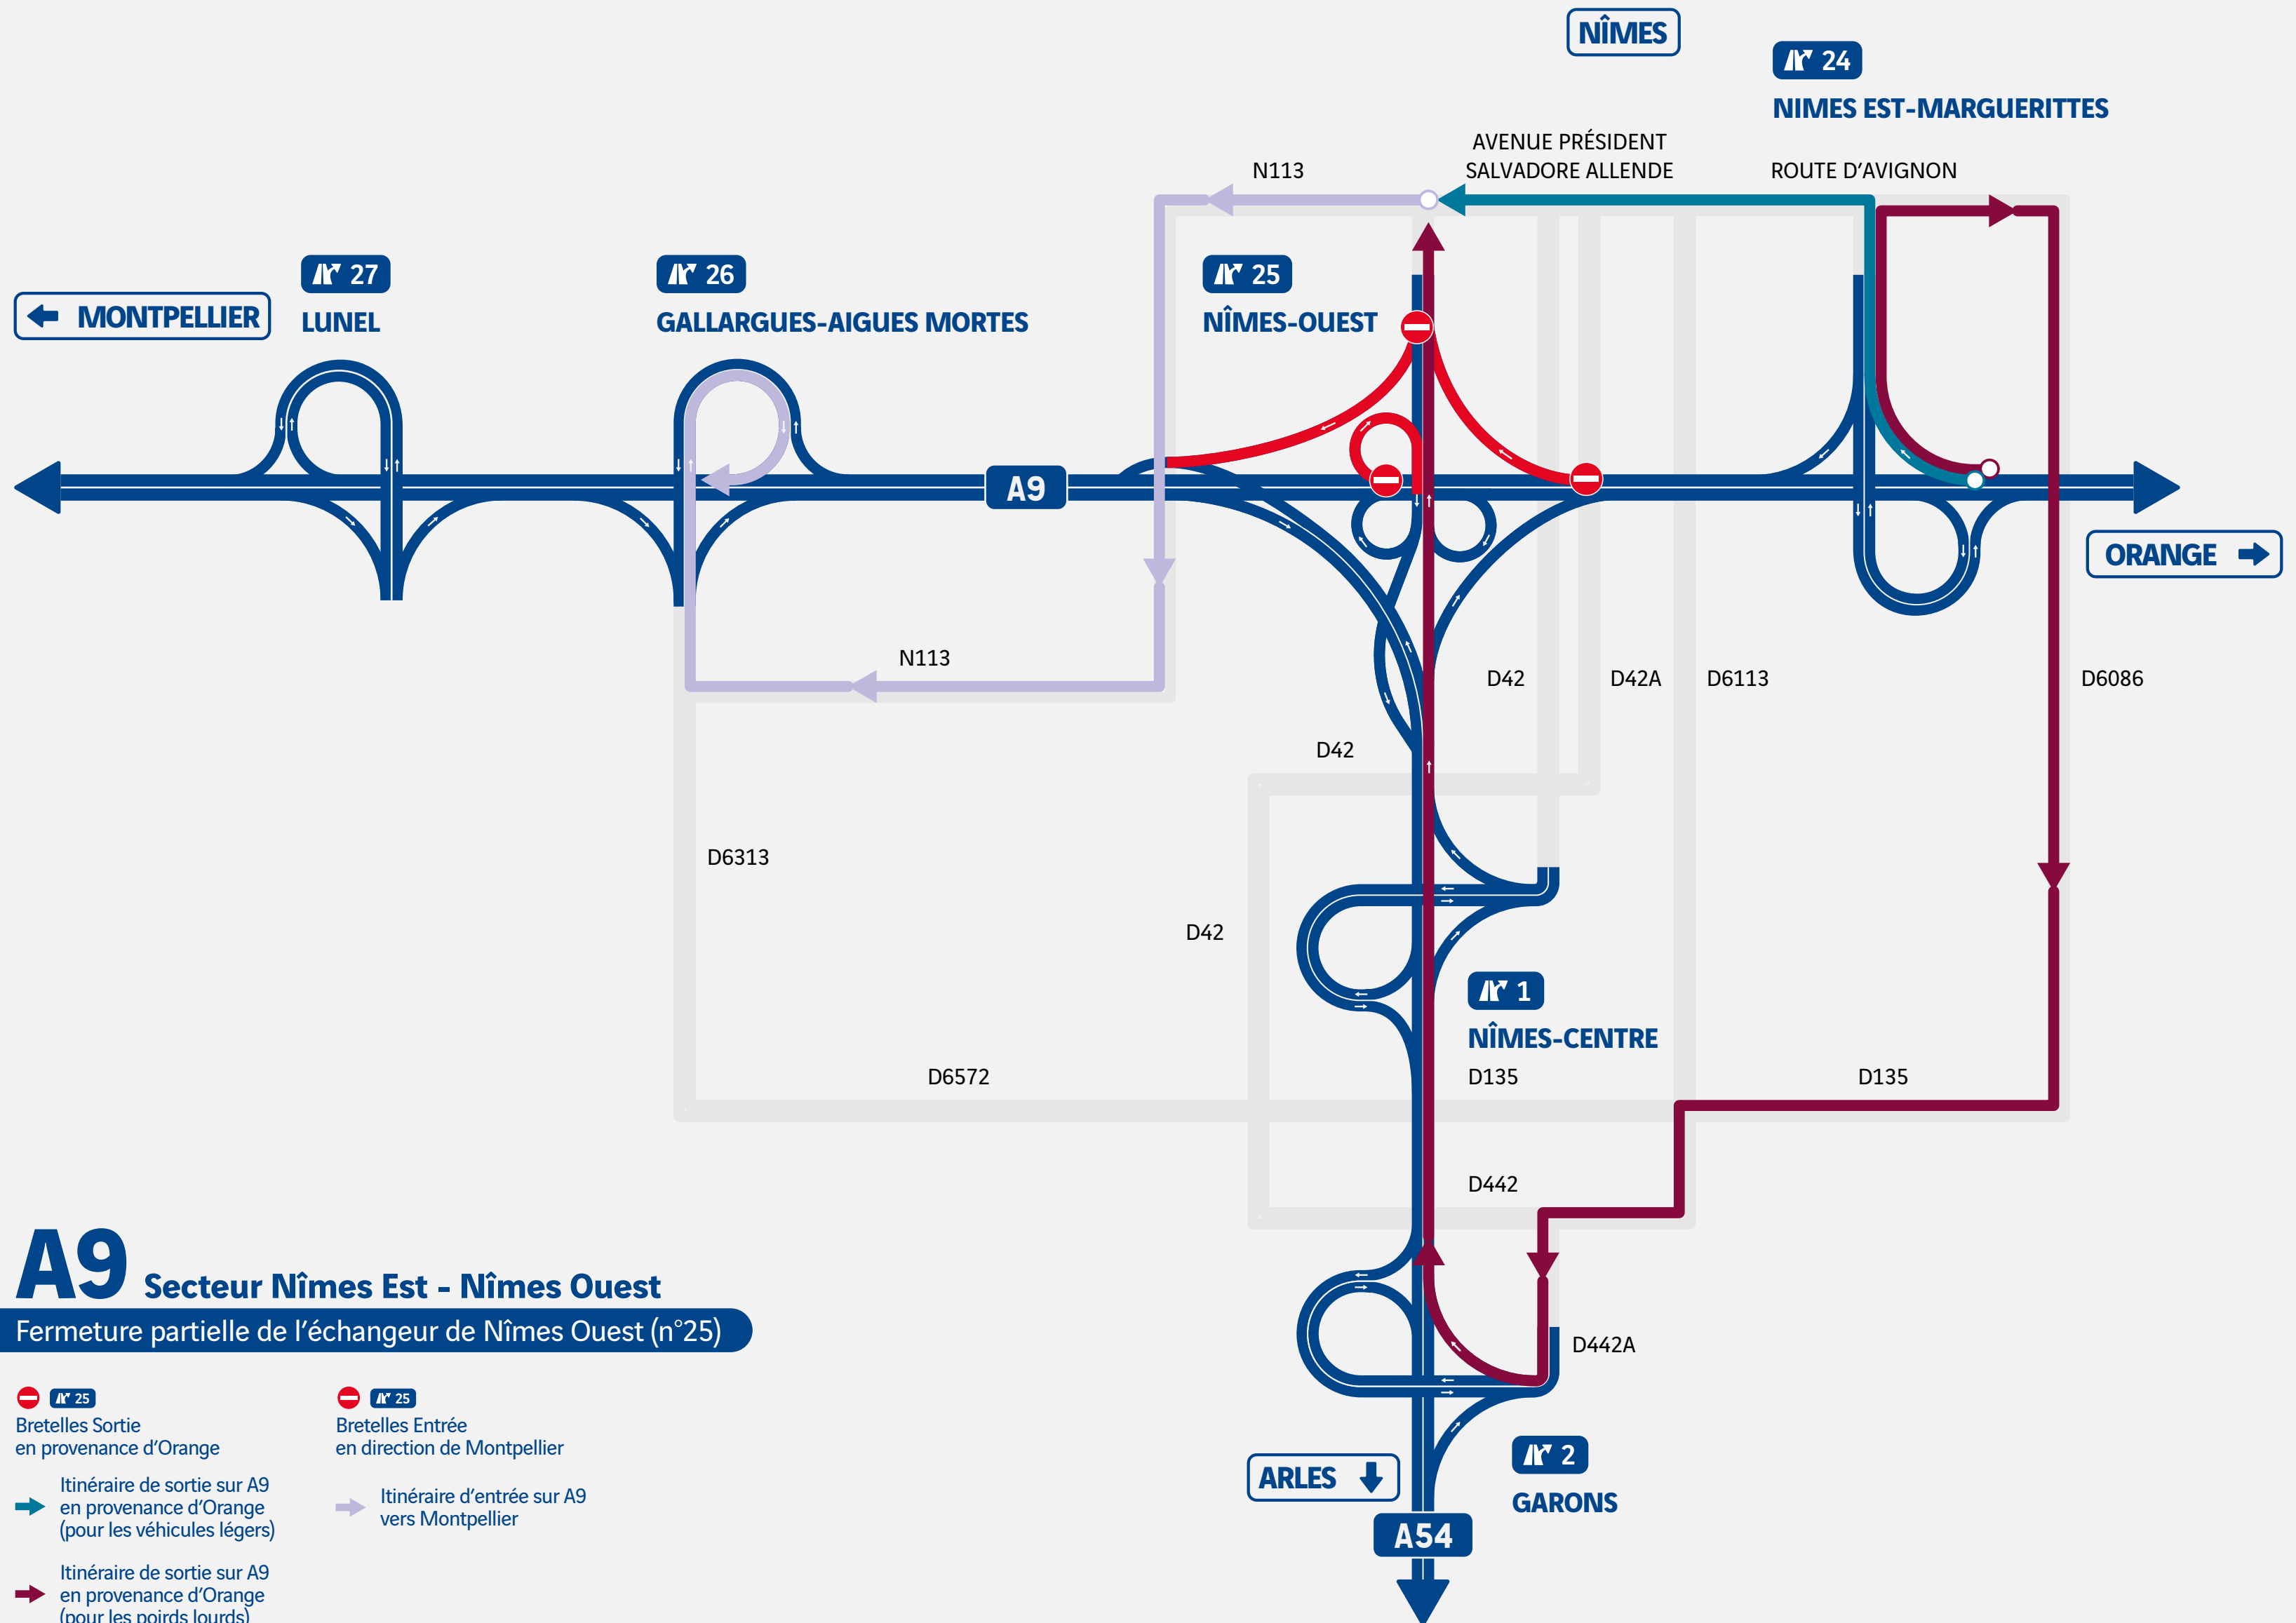 NÎMES
24
NIMES EST-MARGUERITTES
AVENUE PRÉSIDENT
SALVADORE ALLENDE
N113
ROUTE D'AVIGNON
27
LUNEL
26
GALLARGUES-AIGUES MORTES
25
NÎMES-OUEST
MONTPELLIER
A9
ORANGE
N113
D42
D42A
D6113
D6086
D42
D6313
D42
1
NÎMES-CENTRE
D6572
D135
D135
D442
D442A
2
GARONS
ARLES
A54
A9 Secteur Nîmes Est - Nîmes Ouest
Fermeture partielle de l'échangeur de Nîmes Ouest (n°25)
25
Bretelles Sortie
en provenance d'Orange
Itinéraire de sortie sur A9
en provenance d'Orange
(pour les véhicules légers)
Itinéraire de sortie sur A9
en provenance d'Orange
(pour les poirds lourds)
25
Bretelles Entrée
en direction de Montpellier
Itinéraire d'entrée sur A9
vers Montpellier